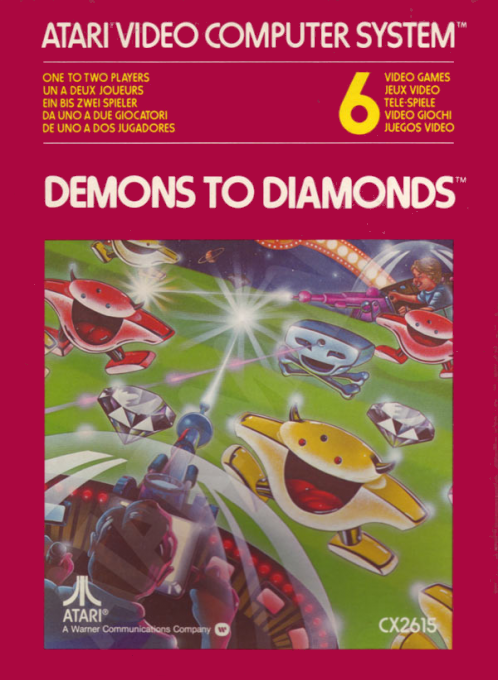 ATARI® VIDEO COMPUTER SYSTEM™
ONE TO TWO PLAYERS
UN A DEUX JOUEURS
EIN BIS ZWEI SPIELER
DA UNO A DUE GIOCATORI
DE UNO A DOS JUGADORES
6
VIDEO GAMES
JEUX VIDEO
TELE-SPIELE
VIDEO GIOCHI
JUEGOS VIDEO
DEMONS TO DIAMONDS™
ATARI®
A Warner Communications Company
CX2615